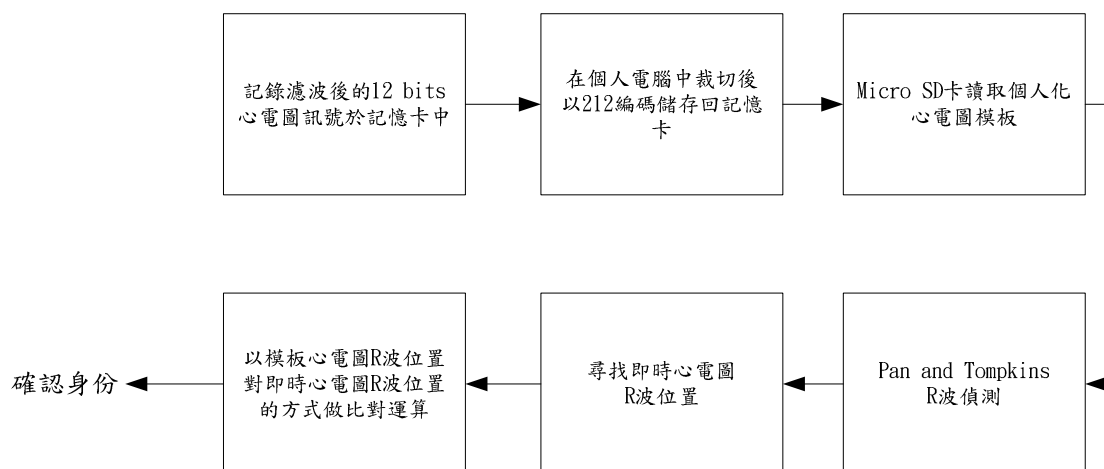 記錄濾波後的12 bits
心電圖訊號於記憶卡中
在個人電腦中裁切後
以212編碼儲存回記憶
卡
Micro SD卡讀取個人化
心電圖模板
Pan and Tompkins
R波偵測
尋找即時心電圖
R波位置
以模板心電圖R波位置
對即時心電圖R波位置
的方式做比對運算
確認身份